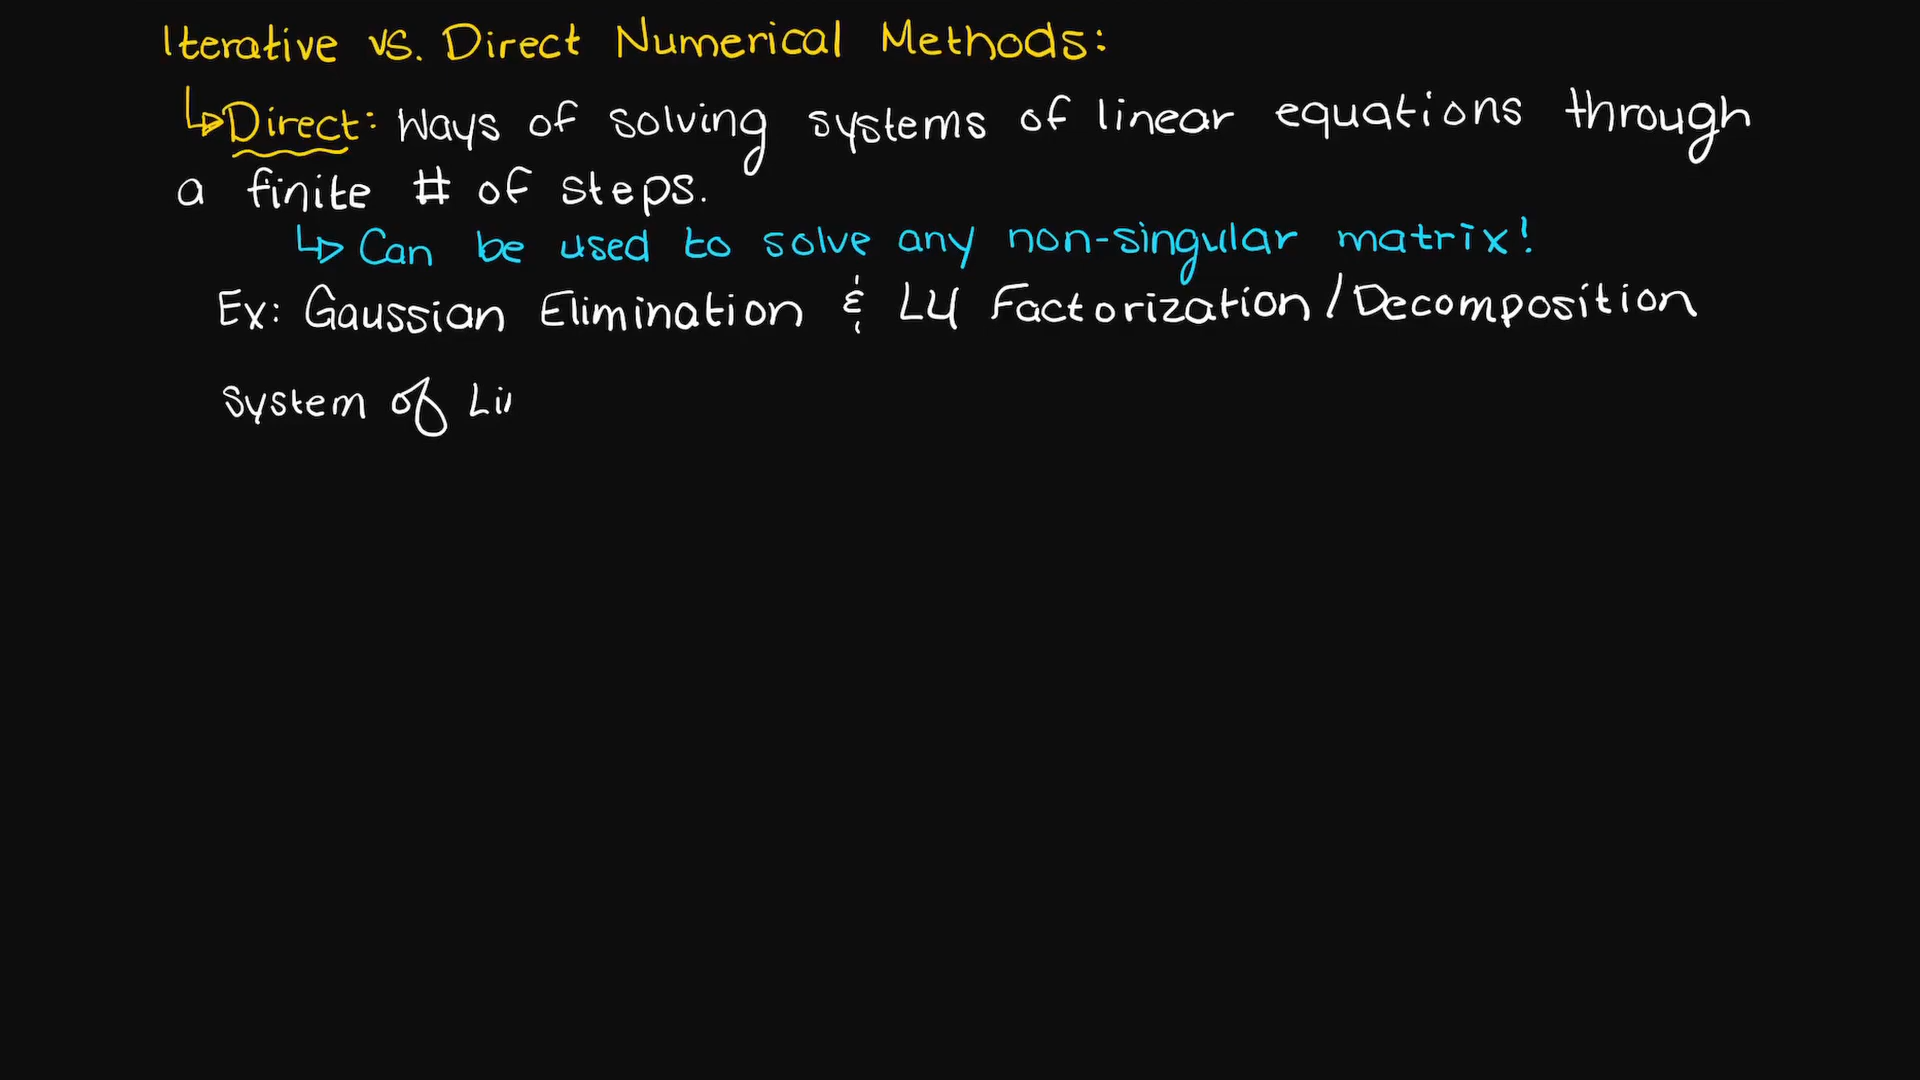 Iterative vs. Direct Numerical Methods:
↳Direct: Ways of solving systems of linear equations through
a finite # of steps.
↳ Can be used to solve any non-singular matrix!
Ex: Gaussian Elimination & LU Factorization/Decomposition
System of Li